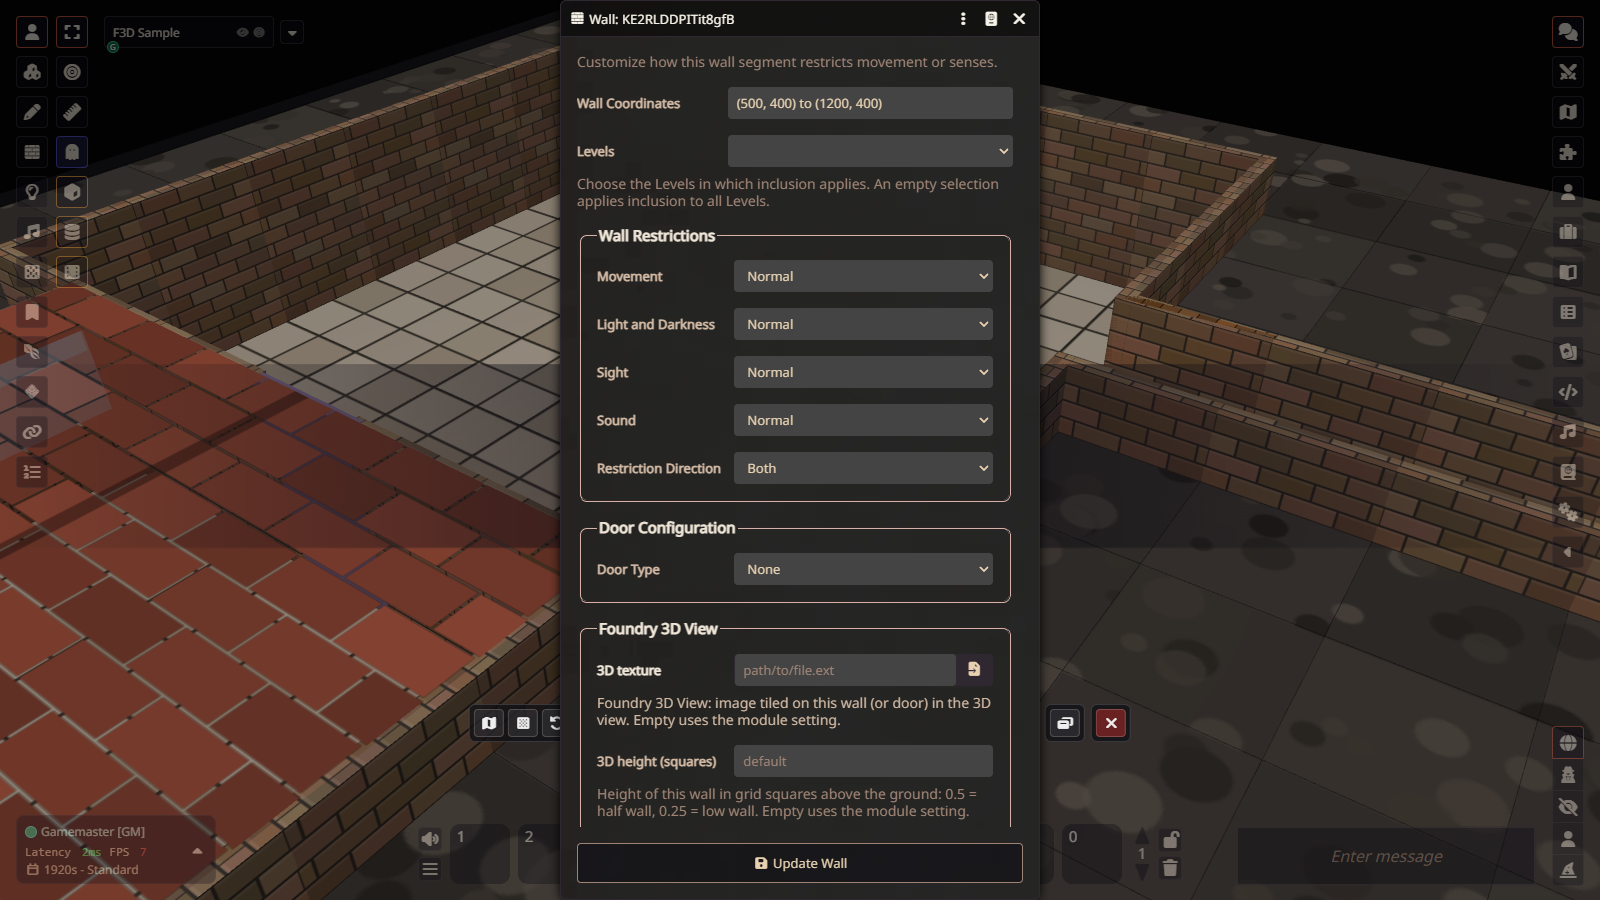 Wall: KE2RLDDPITit8gfB
F3D Sample
G
Customize how this wall segment restricts movement or senses.
Wall Coordinates
(500, 400) to (1200, 400)
Levels
Choose the Levels in which inclusion applies. An empty selection
applies inclusion to all Levels.
Wall Restrictions
Movement
Normal
Light and Darkness
Normal
Sight
Normal
Sound
Normal
Restriction Direction
Both
Door Configuration
Door Type
None
Foundry 3D View
3D texture
path/to/file.ext
Foundry 3D View: image tiled on this wall (or door) in the 3D
view. Empty uses the module setting.
3D height (squares)
default
Height of this wall in grid squares above the ground: 0.5 =
half wall, 0.25 = low wall. Empty uses the module setting.
Update Wall
Gamemaster [GM]
Latency 2ms FPS 7
1920s - Standard
1
2
0
1
Enter message